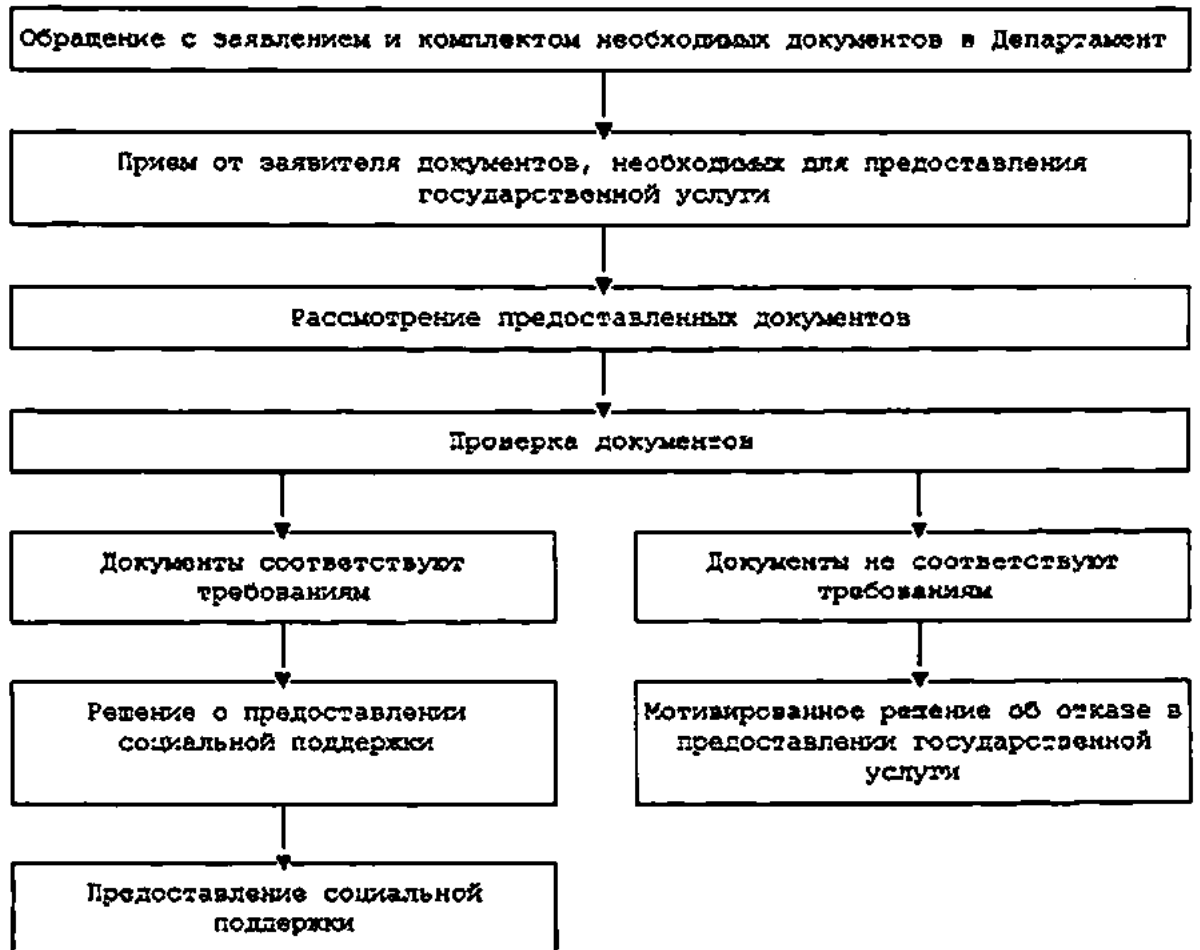 Обращение с заявлением и комплектом необходимых документов в Департамент
Прием от заявителя документов, необходимых для предоставления
государственной услуги
Рассмотрение предоставленных документов
Проверка документов
Документы соответствуют
требованиям
Документы не соответствуют
требованиям
Решение о предоставлении
социальной поддержки
Мотивированное решение об отказе в
предоставлении государственной
услуги
Предоставление социальной
поддержки